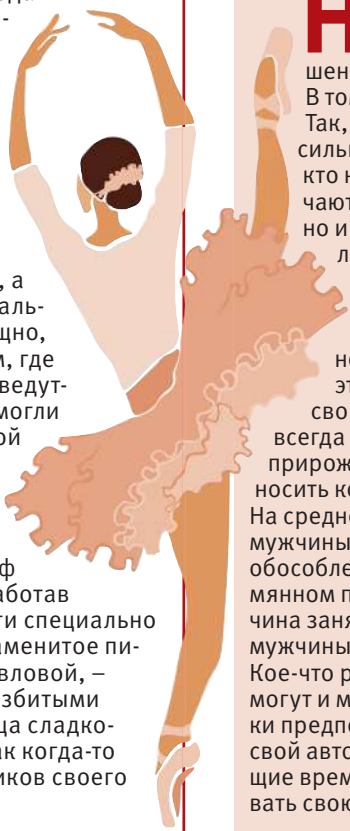 -
, а
аль-
щно,
м, где
ведут-
могли
ой
ф
аботав
ти специально
аменитое пи-
вловой, –
збитыми
ца сладко-
ак когда-то
иков своего
Н
шен
В том
Так,
силь
кто н
чают
но и
л
не
эт
сво
всегда
прирож
носить ко
На средне
мужчины
обособле
мянном п
чина заня
мужчины
Кое-что р
могут и м
ки предпо
свой авто
щие врем
вать свою